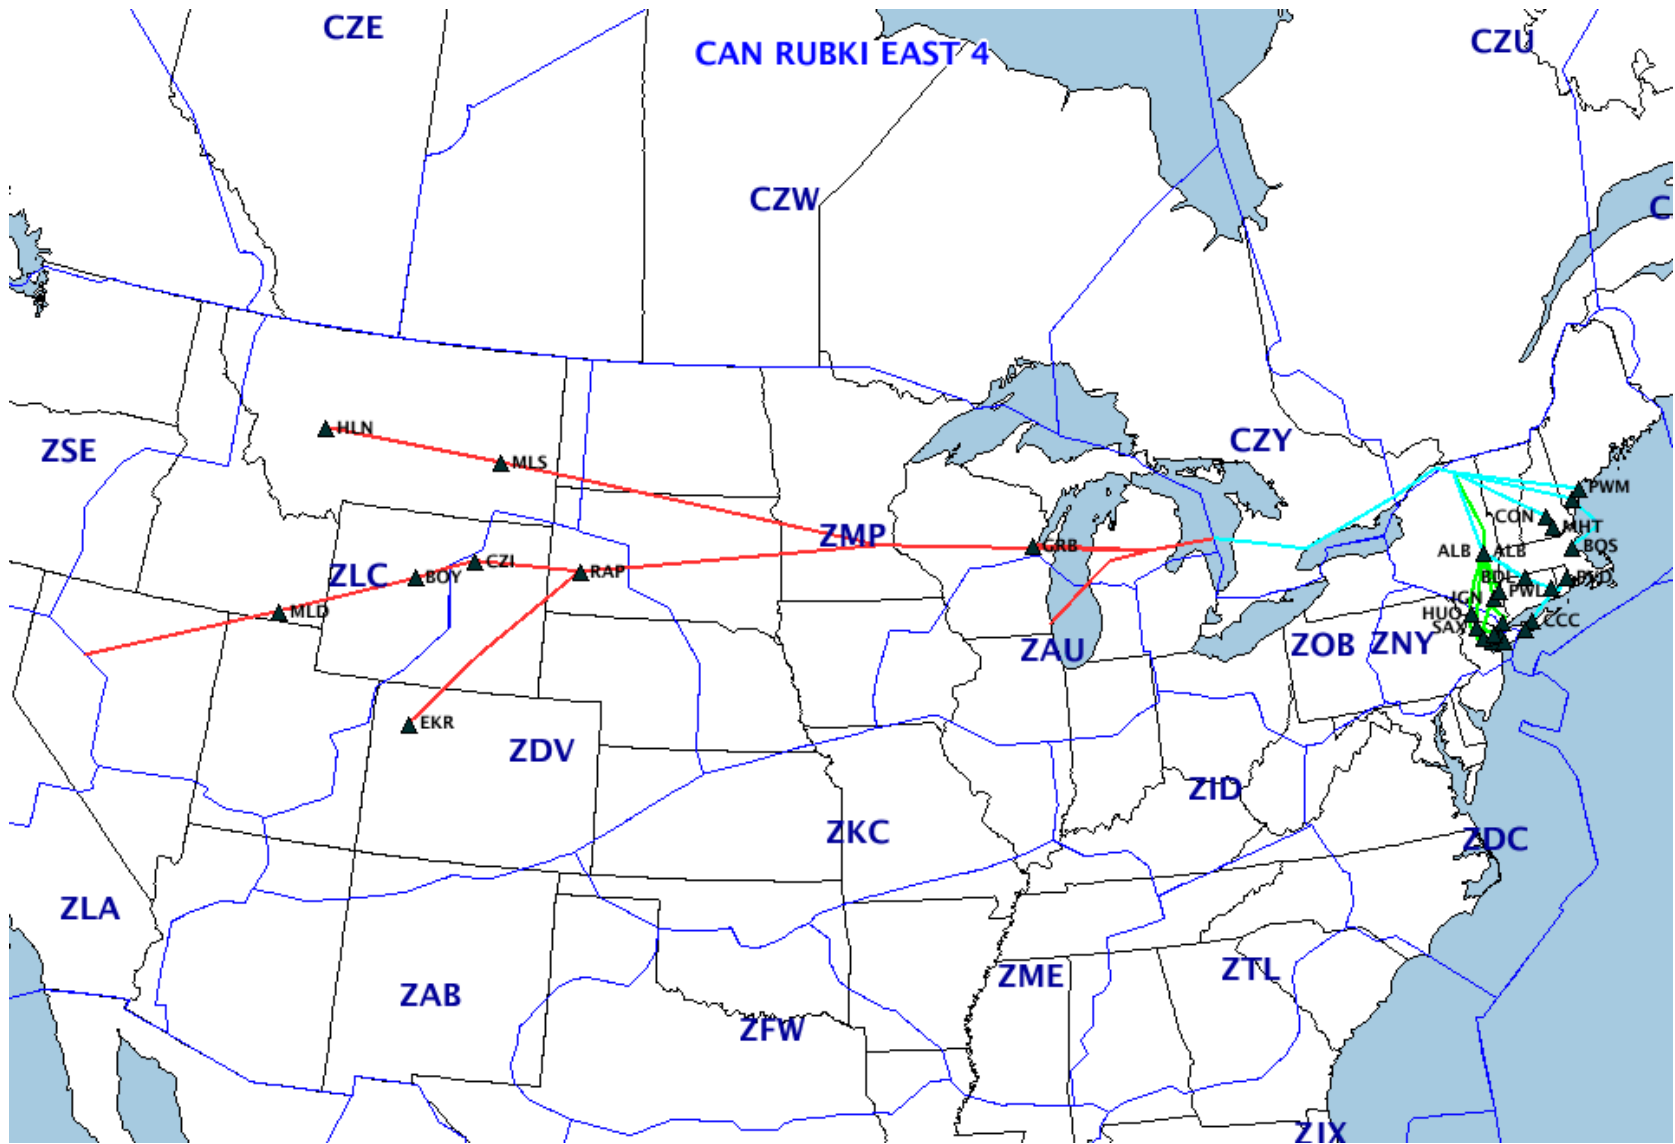 CZE
CAN RUBKI EAST 4
CZU
CZW
HLN
MLS
ZSE
CZY
PWM
CON
MHT
ZMP
GRB
ALB
ALB
BOS
ZLC
BOY
CZI
RAP
BDL
PVD
MLD
IGN
PWL
HUO
SAX
CCC
ZAU
ZOB
ZNY
EKR
ZDV
ZID
ZKC
ZDC
ZLA
ZAB
ZME
ZTL
ZFW